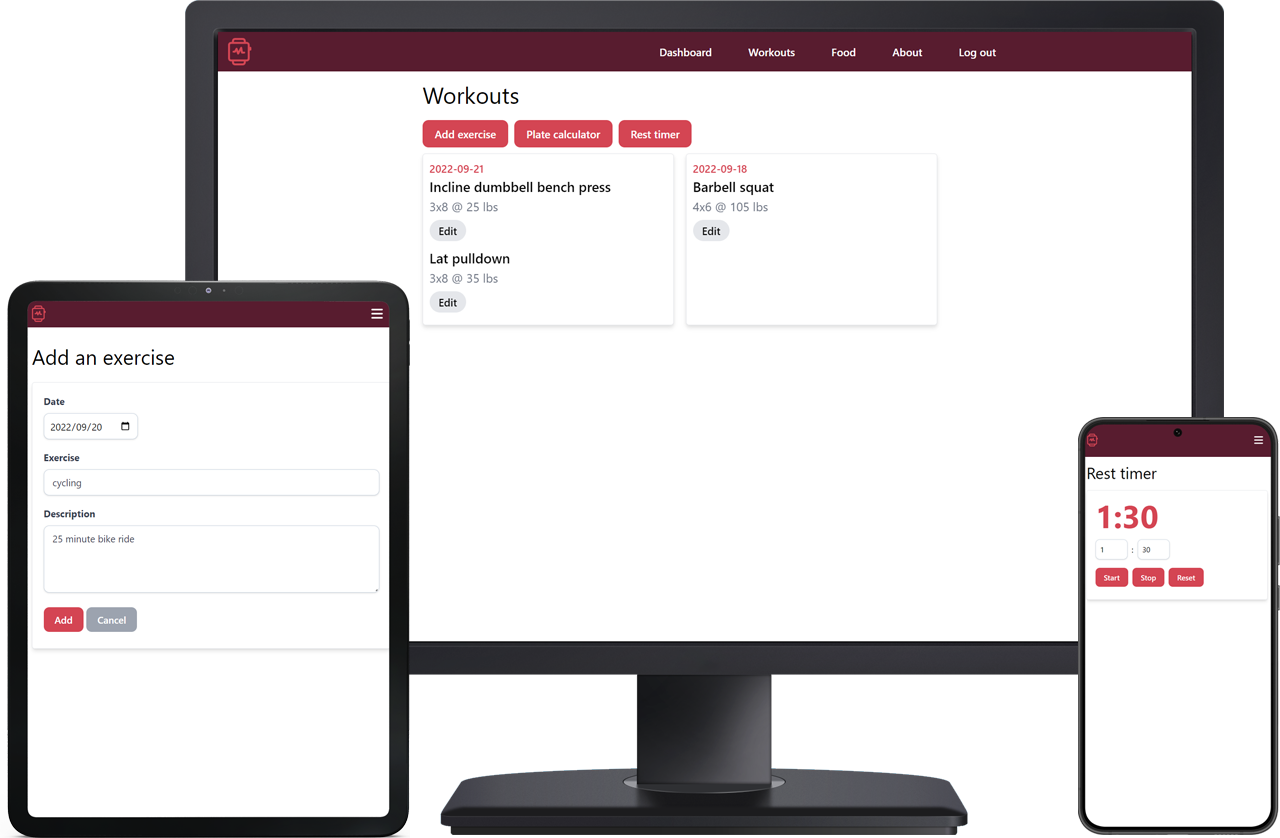 Dashboard Workouts Food About Log out
Workouts
Add exercise Plate calculator Rest timer
2022-09-21
Incline dumbbell bench press
3x8 @ 25 lbs
Edit
Lat pulldown
3x8 @ 35 lbs
Edit
2022-09-18
Barbell squat
4x6 @ 105 lbs
Edit
Add an exercise
Date
2022/09/20
Exercise
cycling
Description
25 minute bike ride
Add Cancel
Rest timer
1:30
1 : 30
Start Stop Reset